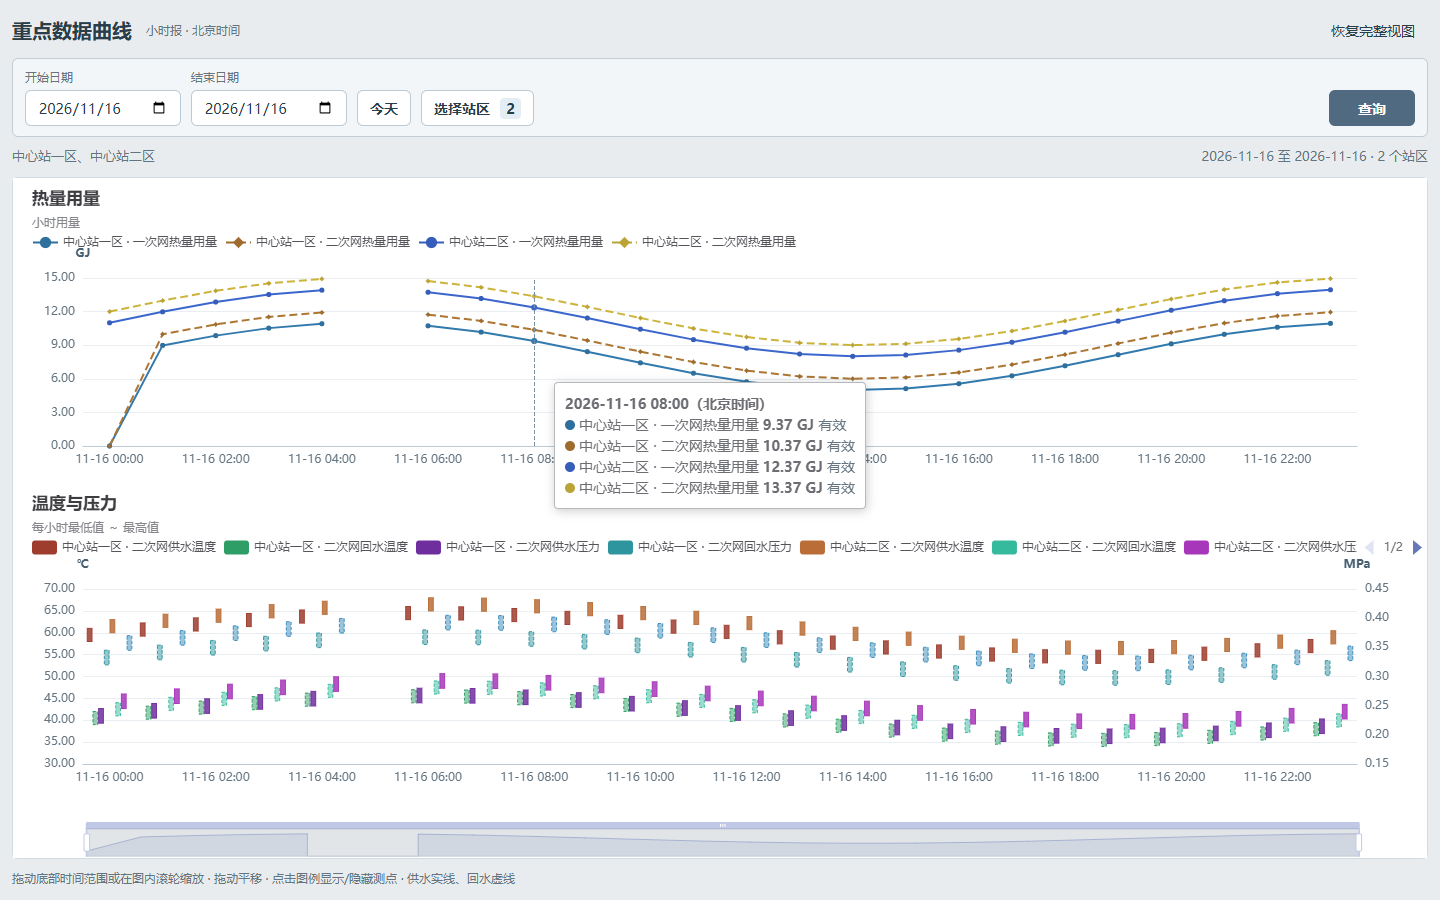 重点数据曲线 小时报 · 北京时间 恢复完整视图
开始日期 结束日期
2026/11/16 2026/11/16 今天 选择站区 2 查询
中心站一区、中心站二区 2026-11-16 至 2026-11-16 · 2 个站区
热量用量
小时用量
中心站一区 · 一次网热量用量 中心站一区 · 二次网热量用量 中心站二区 · 一次网热量用量 中心站二区 · 二次网热量用量
GJ
15.00
12.00
9.00
6.00
3.00
0.00
11-16 00:00 11-16 02:00 11-16 04:00 11-16 06:00 11-16 08: 4:00 11-16 16:00 11-16 18:00 11-16 20:00 11-16 22:00
2026-11-16 08:00（北京时间）
中心站一区 · 一次网热量用量 9.37 GJ 有效
中心站一区 · 二次网热量用量 10.37 GJ 有效
中心站二区 · 一次网热量用量 12.37 GJ 有效
中心站二区 · 二次网热量用量 13.37 GJ 有效
温度与压力
每小时最低值 ~ 最高值
中心站一区 · 二次网供水温度 中心站一区 · 二次网回水温度 中心站一区 · 二次网供水压力 中心站一区 · 二次网回水压力 中心站二区 · 二次网供水温度 中心站二区 · 二次网回水温度 中心站二区 · 二次网供水压 1/2
℃ MPa
70.00 0.45
65.00 0.40
60.00 0.35
55.00 0.30
50.00 0.25
45.00 0.20
40.00 0.15
35.00
30.00
11-16 00:00 11-16 02:00 11-16 04:00 11-16 06:00 11-16 08:00 11-16 10:00 11-16 12:00 11-16 14:00 11-16 16:00 11-16 18:00 11-16 20:00 11-16 22:00
拖动底部时间范围或在图内滚轮缩放 · 拖动平移 · 点击图例显示/隐藏测点 · 供水实线、回水虚线